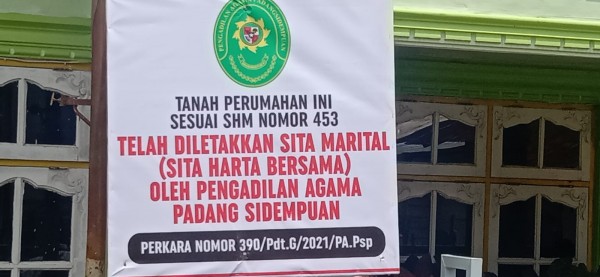 TANAH PERUMAHAN INI
SESUAI SHM NOMOR 453
TELAH DILETAKKAN SITA MARITAL
(SITA HARTA BERSAMA)
OLEH PENGADILAN AGAMA
PADANG SIDEMPUAN
PERKARA NOMOR 390/Pdt.G/2021/PA.Psp